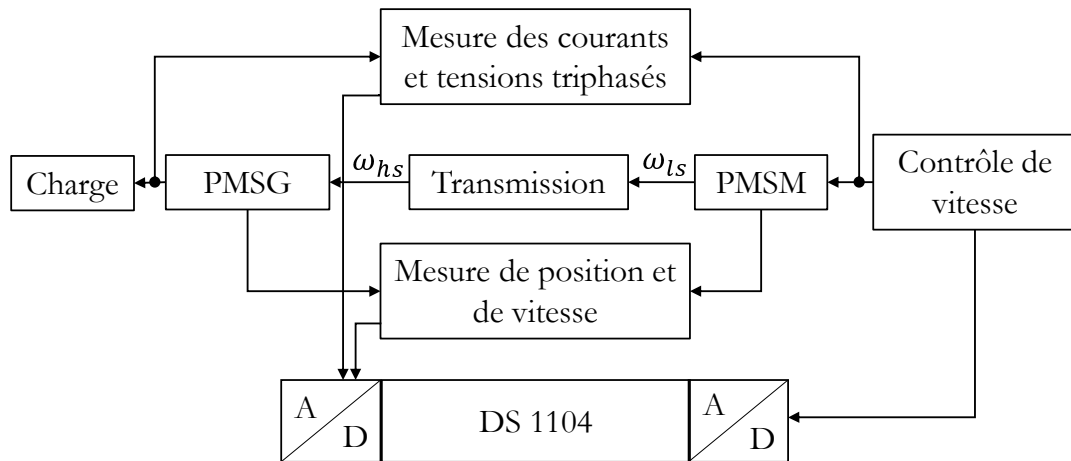 Mesure des courants
et tensions triphasés
Charge
PMSG
ω_hs
Transmission
ω_ls
PMSM
Contrôle de
vitesse
Mesure de position et
de vitesse
A
D
DS 1104
A
D